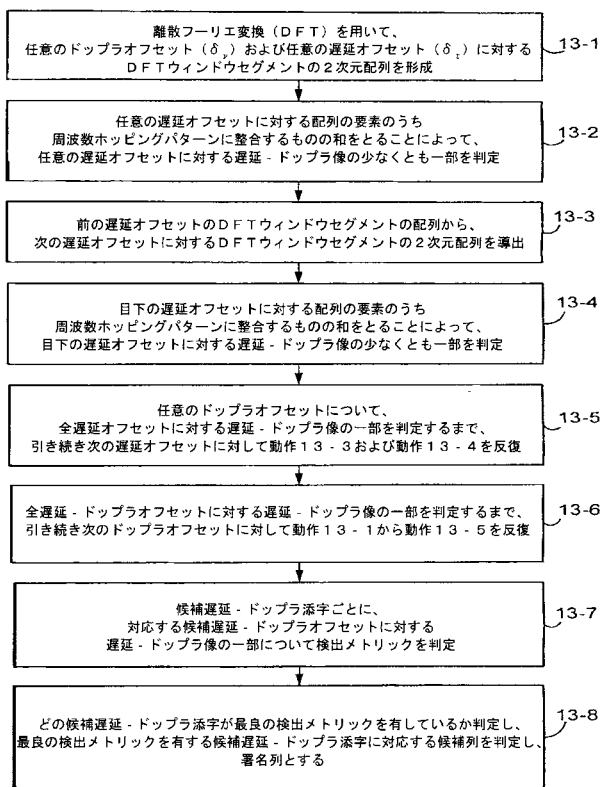 離散フーリエ変換(DFT)を用いて、
任意のドップラオフセット(δν)および任意の遅延オフセット(δτ)に対する
DFTウィンドウセグメントの2次元配列を形成
13-1
任意の遅延オフセットに対する配列の要素のうち
周波数ホッピングパターンに整合するものの和をとることによって、
任意の遅延オフセットに対する遅延-ドップラ像の少なくとも一部を判定
13-2
前の遅延オフセットのDFTウィンドウセグメントの配列から、
次の遅延オフセットに対するDFTウィンドウセグメントの2次元配列を導出
13-3
目下の遅延オフセットに対する配列の要素のうち
周波数ホッピングパターンに整合するものの和をとることによって、
目下の遅延オフセットに対する遅延-ドップラ像の少なくとも一部を判定
13-4
任意のドップラオフセットについて、
全遅延オフセットに対する遅延-ドップラ像の一部を判定するまで、
引き続き次の遅延オフセットに対して動作13-3および動作13-4を反復
13-5
全遅延-ドップラオフセットに対する遅延-ドップラ像の一部を判定するまで、
引き続き次のドップラオフセットに対して動作13-1から動作13-5を反復
13-6
候補遅延-ドップラ添字ごとに、
対応する候補遅延-ドップラオフセットに対する
遅延-ドップラ像の一部について検出メトリックを判定
13-7
どの候補遅延-ドップラ添字が最良の検出メトリックを有しているか判定し、
最良の検出メトリックを有する候補遅延-ドップラ添字に対応する候補列を判定し、
署名列とする
13-8